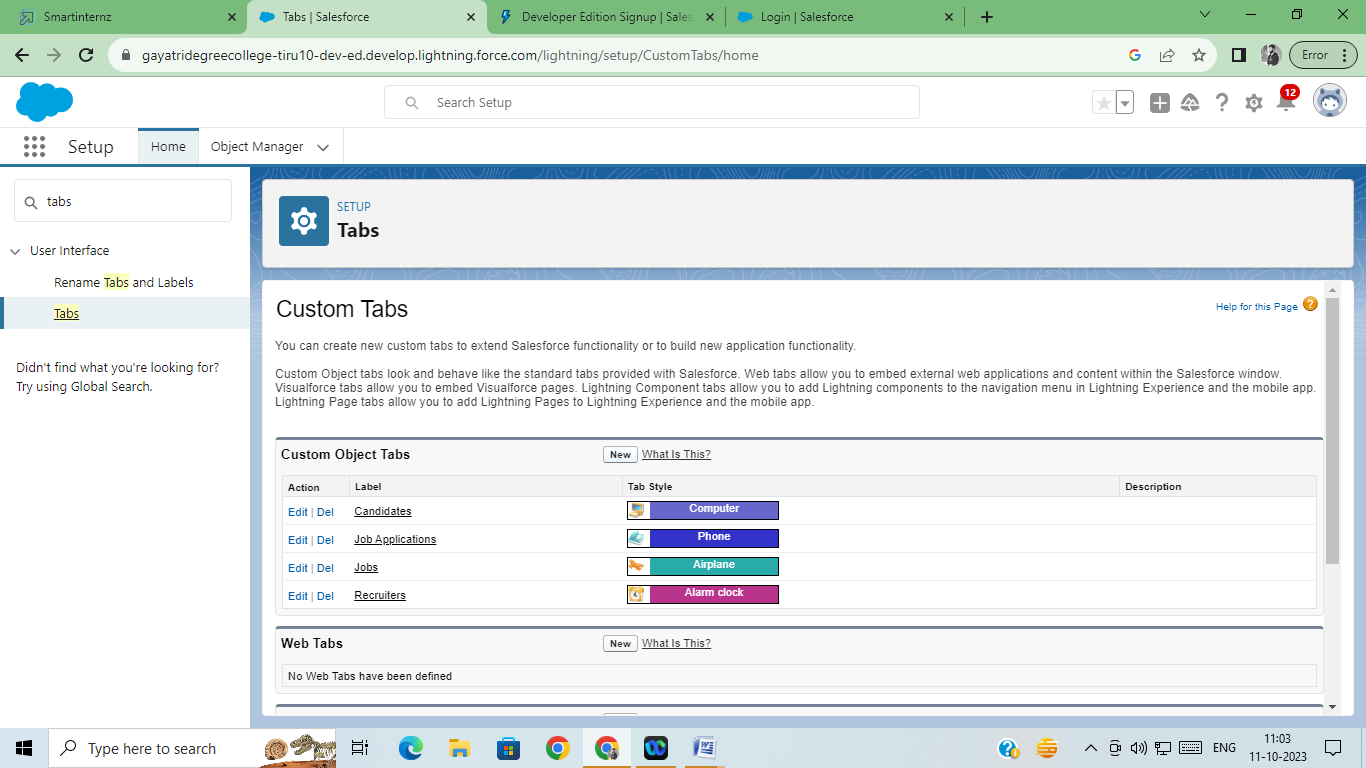 Smartinternz
Tabs | Salesforce
Developer Edition Signup | Sales
Login | Salesforce
gayatridegreecollege-tiru10-dev-ed.develop.lightning.force.com/lightning/setup/CustomTabs/home
Error
Search Setup
12
Setup
Home
Object Manager
tabs
User Interface
Rename Tabs and Labels
Tabs
Didn't find what you're looking for?
Try using Global Search.
SETUP
Tabs
Custom Tabs
Help for this Page
You can create new custom tabs to extend Salesforce functionality or to build new application functionality.
Custom Object tabs look and behave like the standard tabs provided with Salesforce. Web tabs allow you to embed external web applications and content within the Salesforce window.
Visualforce tabs allow you to embed Visualforce pages. Lightning Component tabs allow you to add Lightning components to the navigation menu in Lightning Experience and the mobile app.
Lightning Page tabs allow you to add Lightning Pages to Lightning Experience and the mobile app.
Custom Object Tabs New What Is This?
Action Label Tab Style Description
Edit | Del Candidates Computer
Edit | Del Job Applications Phone
Edit | Del Jobs Airplane
Edit | Del Recruiters Alarm clock
Web Tabs New What Is This?
No Web Tabs have been defined
Type here to search
ENG
11:03
11-10-2023